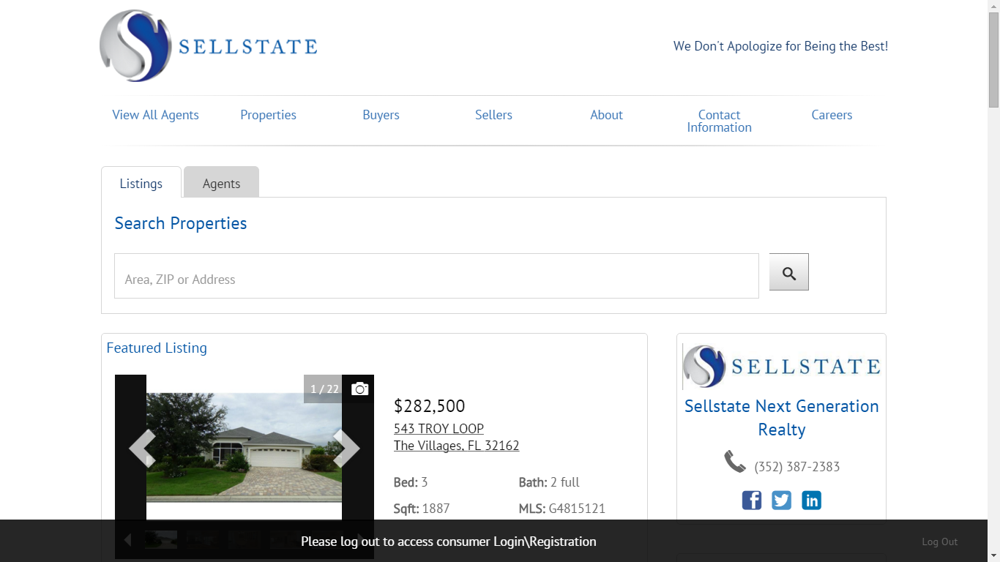 SELLSTATE
We Don't Apologize for Being the Best!
View All Agents
Properties
Buyers
Sellers
About
Contact
Information
Careers
Listings
Agents
Search Properties
Area, ZIP or Address
Featured Listing
1 / 22
$282,500
543 TROY LOOP
The Villages, FL 32162
Bed: 3
Bath: 2 full
Sqft: 1887
MLS: G4815121
SELLSTATE
Sellstate Next Generation
Realty
(352) 387-2383
f
in
Please log out to access consumer Login\Registration
Log Out